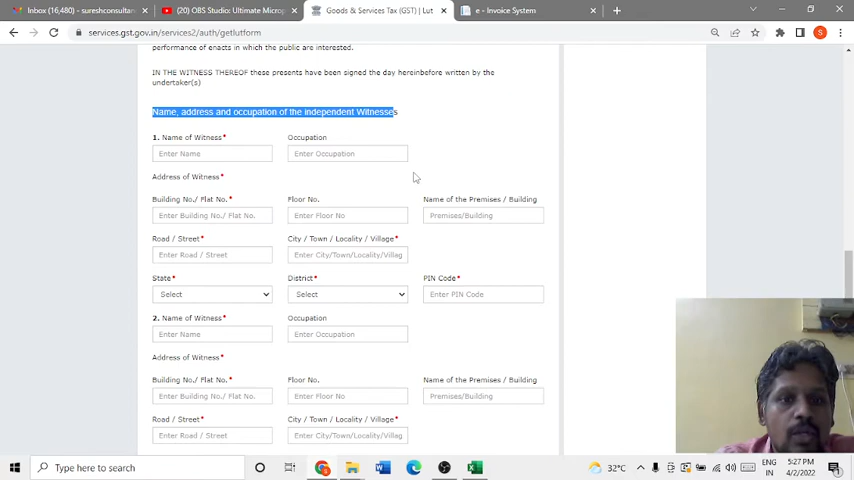 Inbox (16,480) - sureshconsultan
(20) OBS Studio: Ultimate Microp
Goods & Services Tax (GST) | Lut
e - Invoice System
services.gst.gov.in/services2/auth/getlutform
performance of enacts in which the public are interested.
IN THE WITNESS THEREOF these presents have been signed the day hereinbefore written by the
undertaker(s)
Name, address and occupation of the independent Witnesses
1. Name of Witness* Occupation
Enter Name Enter Occupation
Address of Witness*
Building No./ Flat No. * Floor No. Name of the Premises / Building
Enter Building No./ Flat No. Enter Floor No Premises/Building
Road / Street* City / Town / Locality / Village*
Enter Road / Street Enter City/Town/Locality/Villag
State* District* PIN Code*
Select Select Enter PIN Code
2. Name of Witness* Occupation
Enter Name Enter Occupation
Address of Witness*
Building No./ Flat No. * Floor No. Name of the Premises / Building
Enter Building No./ Flat No. Enter Floor No Premises/Building
Road / Street* City / Town / Locality / Village*
Enter Road / Street Enter City/Town/Locality/Villag
Type here to search
32°C
ENG
IN
5:27 PM
4/2/2022